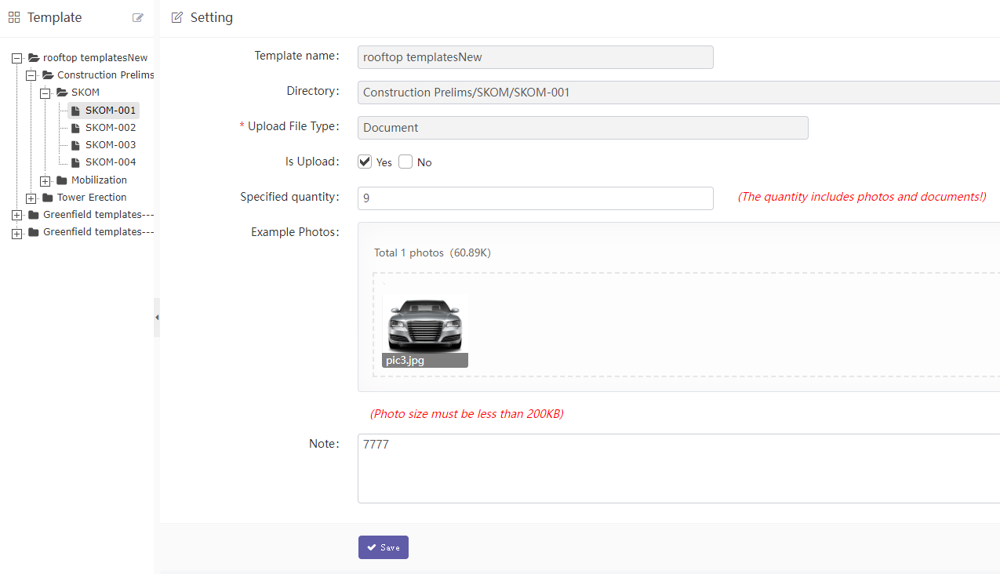 Template
Setting
rooftop templatesNew
Construction Prelims
SKOM
SKOM-001
SKOM-002
SKOM-003
SKOM-004
Mobilization
Tower Erection
Greenfield templates---
Greenfield templates---
Template name:
rooftop templatesNew
Directory:
Construction Prelims/SKOM/SKOM-001
* Upload File Type:
Document
Is Upload:
Yes No
Specified quantity:
9
(The quantity includes photos and documents!)
Example Photos:
Total 1 photos (60.89K)
pic3.jpg
(Photo size must be less than 200KB)
Note:
7777
Save